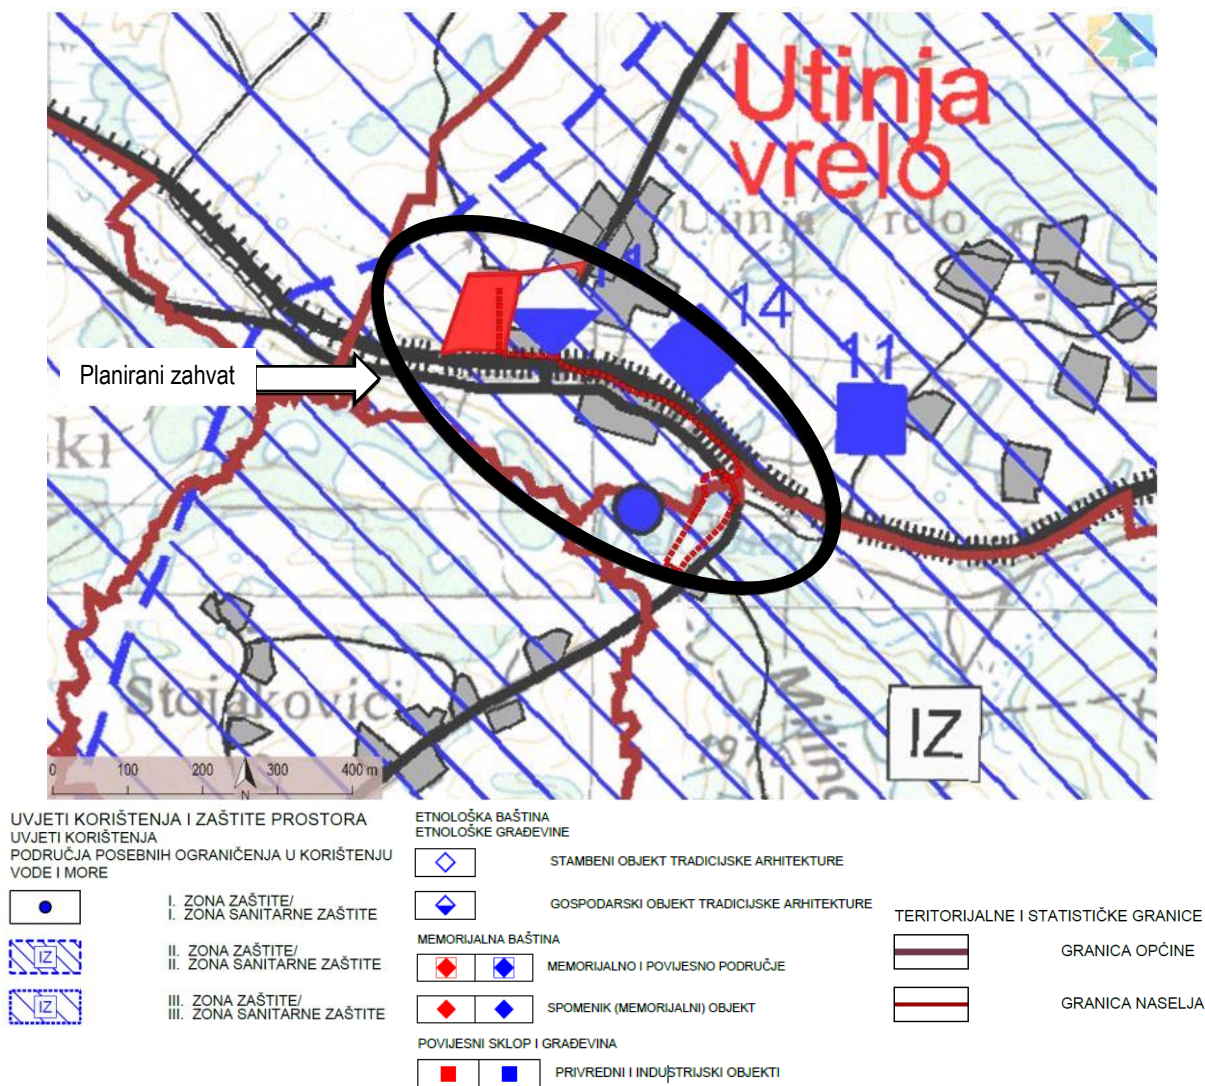 Utinja
vrelo
Utinja Vrelo
14
11
Planirani zahvat
ski
Stojakovići
IZ
0 100 200 300 400 m
N
UVJETI KORIŠTENJA I ZAŠTITE PROSTORA
UVJETI KORIŠTENJA
PODRUČJA POSEBNIH OGRANIČENJA U KORIŠTENJU
VODE I MORE
I. ZONA ZAŠTITE/
I. ZONA SANITARNE ZAŠTITE
IZ
II. ZONA ZAŠTITE/
II. ZONA SANITARNE ZAŠTITE
IZ
III. ZONA ZAŠTITE/
III. ZONA SANITARNE ZAŠTITE
ETNOLOŠKA BAŠTINA
ETNOLOŠKE GRAĐEVINE
STAMBENI OBJEKT TRADICIJSKE ARHITEKTURE
GOSPODARSKI OBJEKT TRADICIJSKE ARHITEKTURE
MEMORIJALNA BAŠTINA
MEMORIJALNO I POVIJESNO PODRUČJE
SPOMENIK (MEMORIJALNI) OBJEKT
POVIJESNI SKLOP I GRAĐEVINA
PRIVREDNI I INDUSTRIJSKI OBJEKTI
TERITORIJALNE I STATISTIČKE GRANICE
GRANICA OPĆINE
GRANICA NASELJA